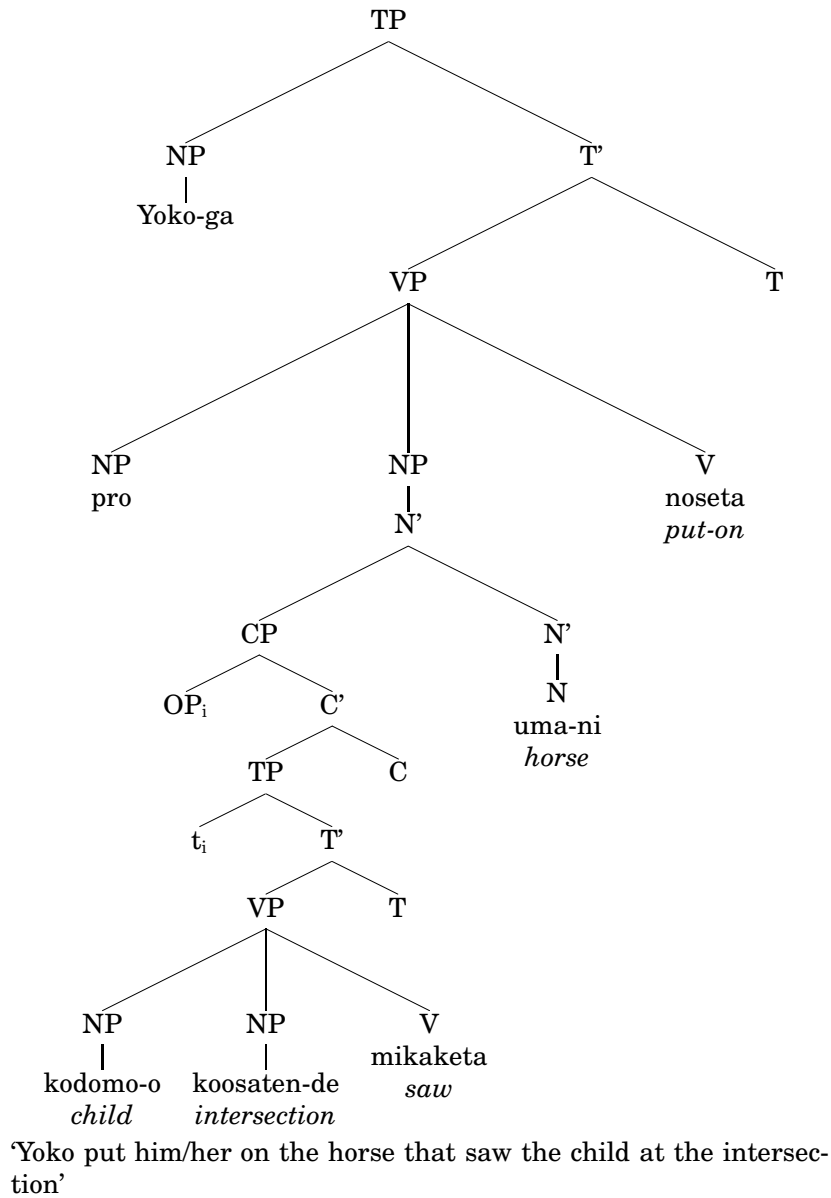 TP
NP T’
Yoko-ga
VP T
NP NP V
pro noseta
put-on
N’
CP N’
OPi C’ N
uma-ni
horse
TP C
ti T’
VP T
NP NP V
mikaketa
kodomo-o koosaten-de saw
child intersection
‘Yoko put him/her on the horse that saw the child at the intersec-
tion’